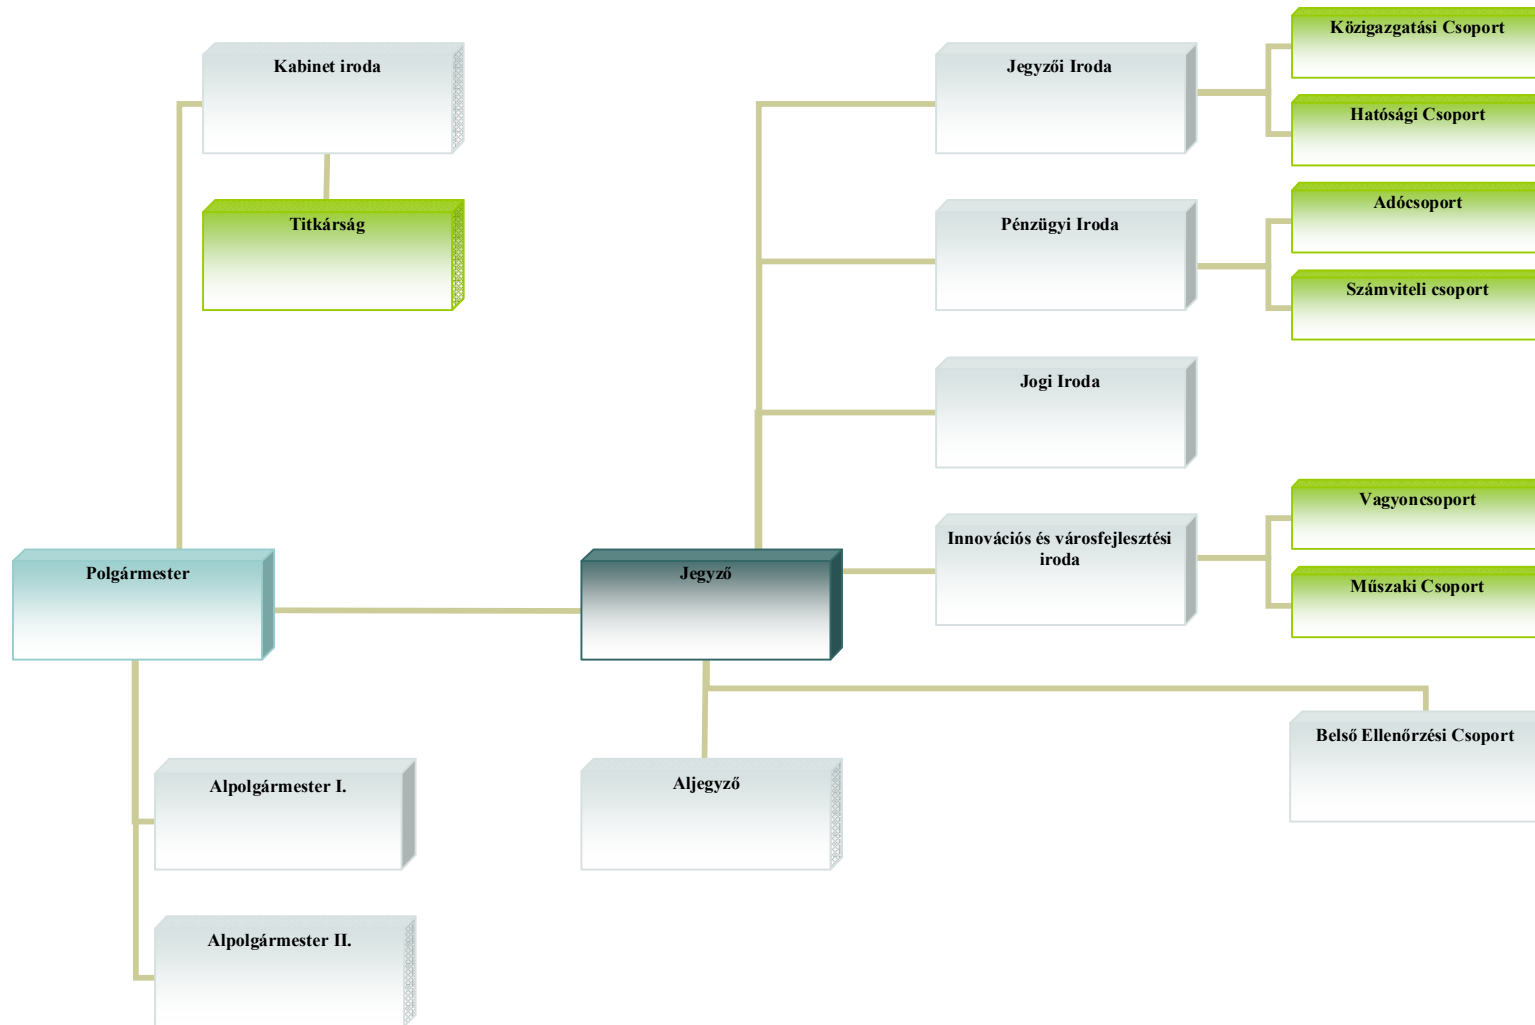 Kabinet iroda
Titkárság
Polgármester
Alpolgármester I.
Alpolgármester II.
Jegyző
Aljegyző
Jegyzői Iroda
Közigazgatási Csoport
Hatósági Csoport
Pénzügyi Iroda
Adócsoport
Számviteli csoport
Jogi Iroda
Innovációs és városfejlesztési
iroda
Vagyoncsoport
Műszaki Csoport
Belső Ellenőrzési Csoport